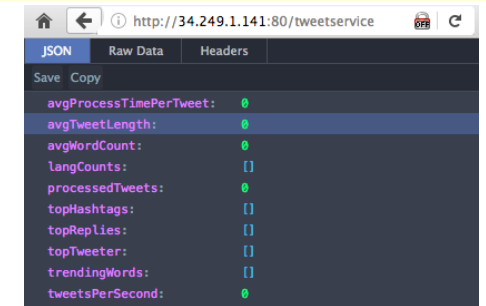 http://34.249.1.141:80/tweetservice OFF
JSON Raw Data Headers
Save Copy
avgProcessTimePerTweet: 0
avgTweetLength: 0
avgWordCount: 0
langCounts: []
processedTweets: 0
topHashtags: []
topReplies: []
topTweeter: []
trendingWords: []
tweetsPerSecond: 0